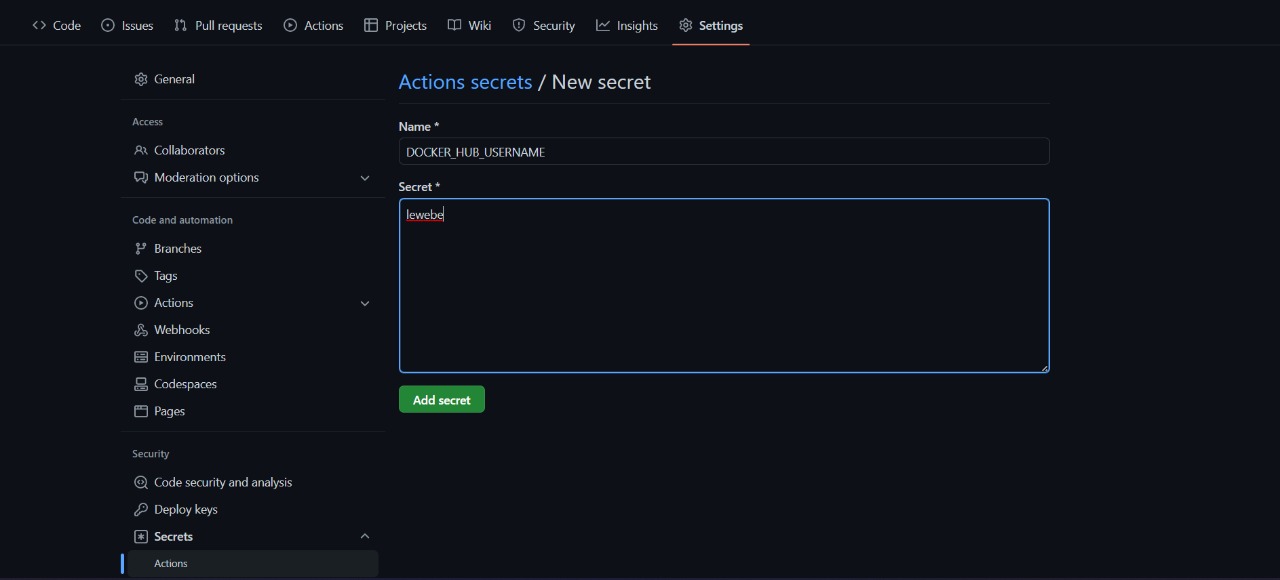 Code Issues Pull requests Actions Projects Wiki Security Insights Settings
General
Access
Collaborators
Moderation options
Code and automation
Branches
Tags
Actions
Webhooks
Environments
Codespaces
Pages
Security
Code security and analysis
Deploy keys
Secrets
Actions
Actions secrets / New secret
Name *
DOCKER_HUB_USERNAME
Secret *
lewebe
Add secret